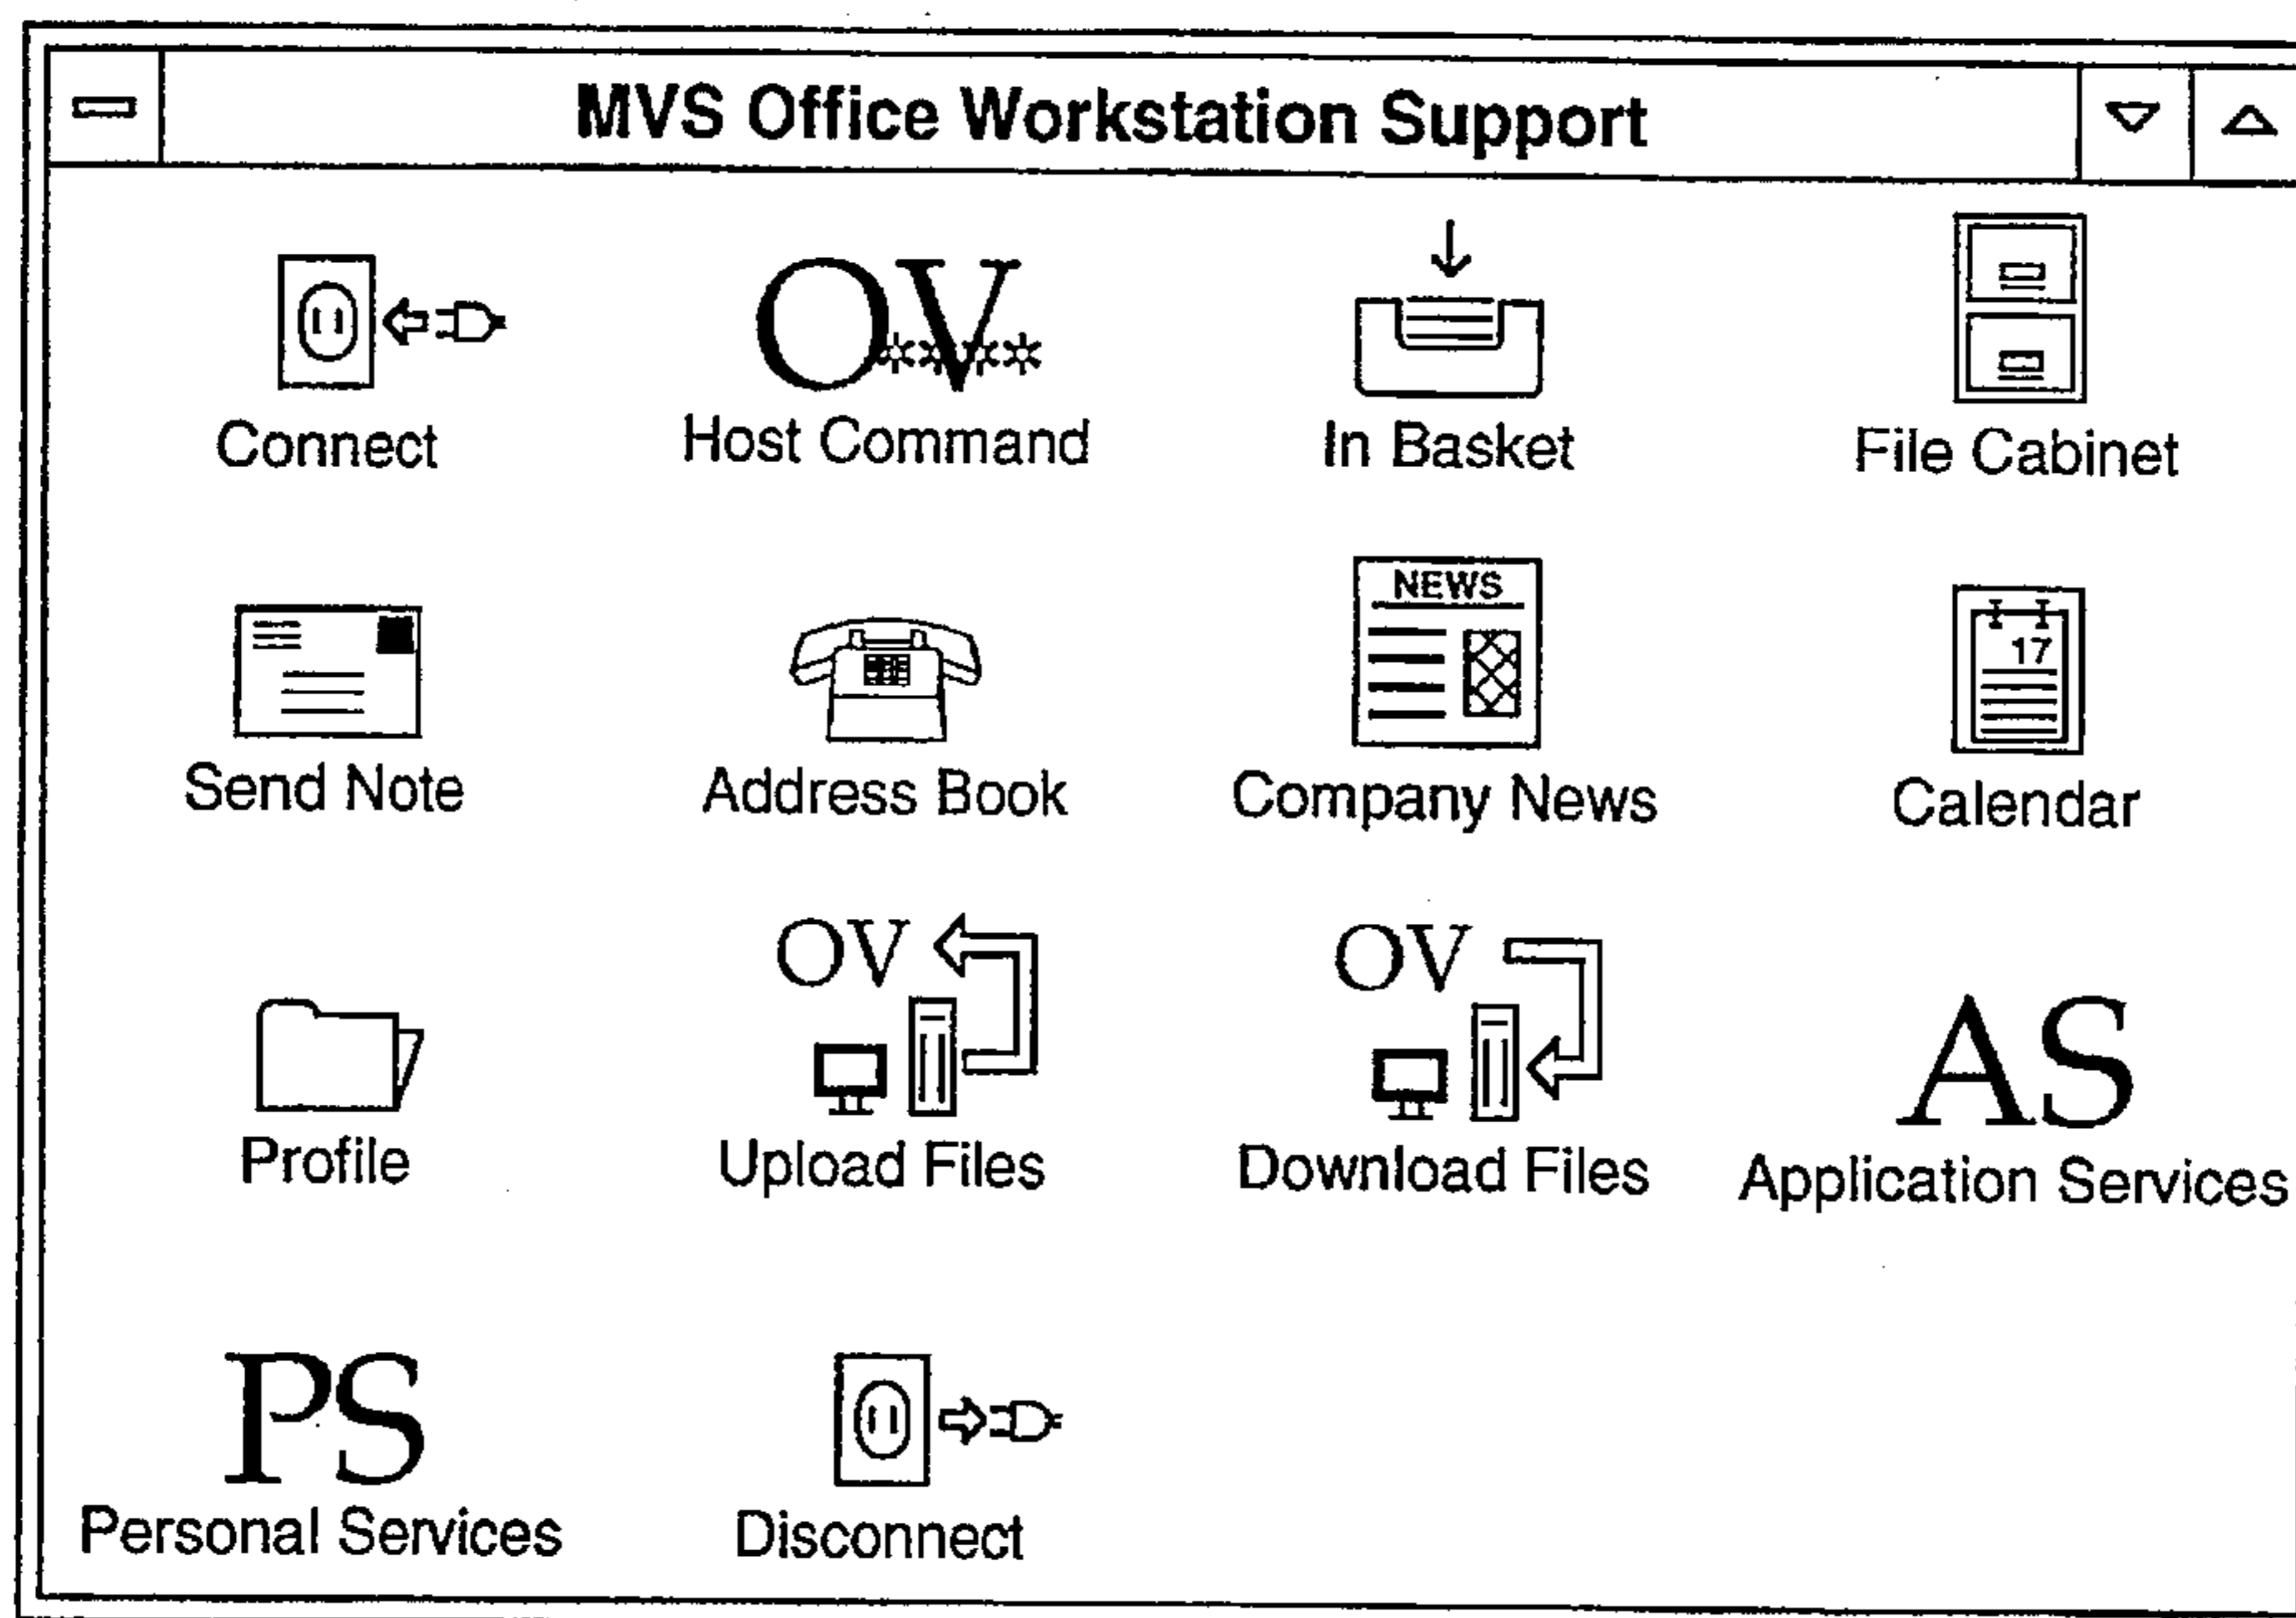 MVS Office Workstation Support
OV****
Connect Host Command In Basket File Cabinet
NEWS
17
Send Note Address Book Company News Calendar
OV OV
AS
Profile Upload Files Download Files Application Services
PS
Personal Services Disconnect